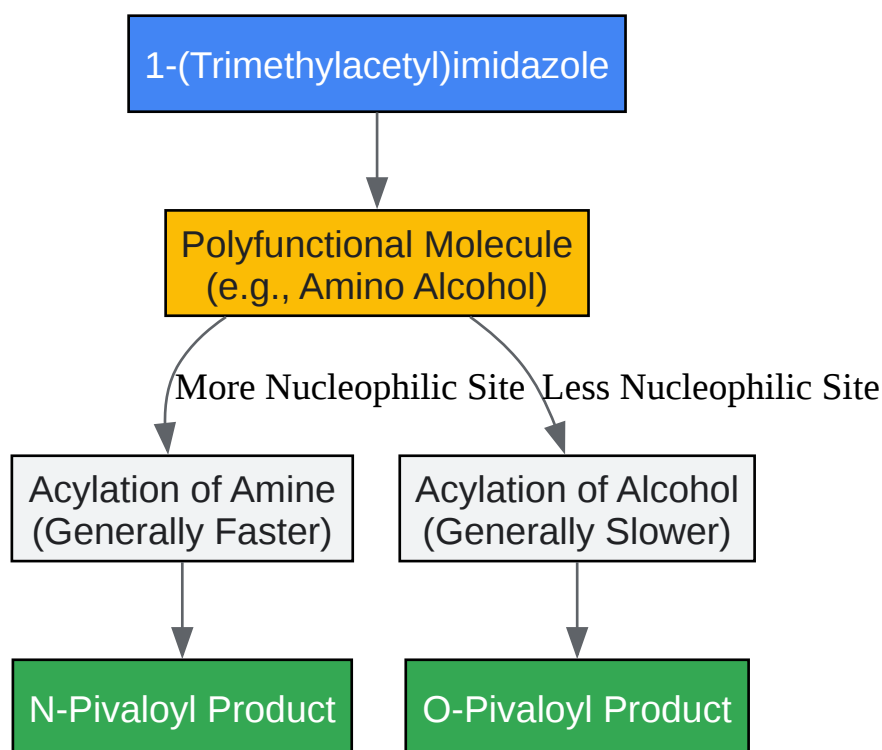 1-(Trimethylacetyl)imidazole
Polyfunctional Molecule
(e.g., Amino Alcohol)
More Nucleophilic Site
Less Nucleophilic Site
Acylation of Amine
(Generally Faster)
Acylation of Alcohol
(Generally Slower)
N-Pivaloyl Product
O-Pivaloyl Product